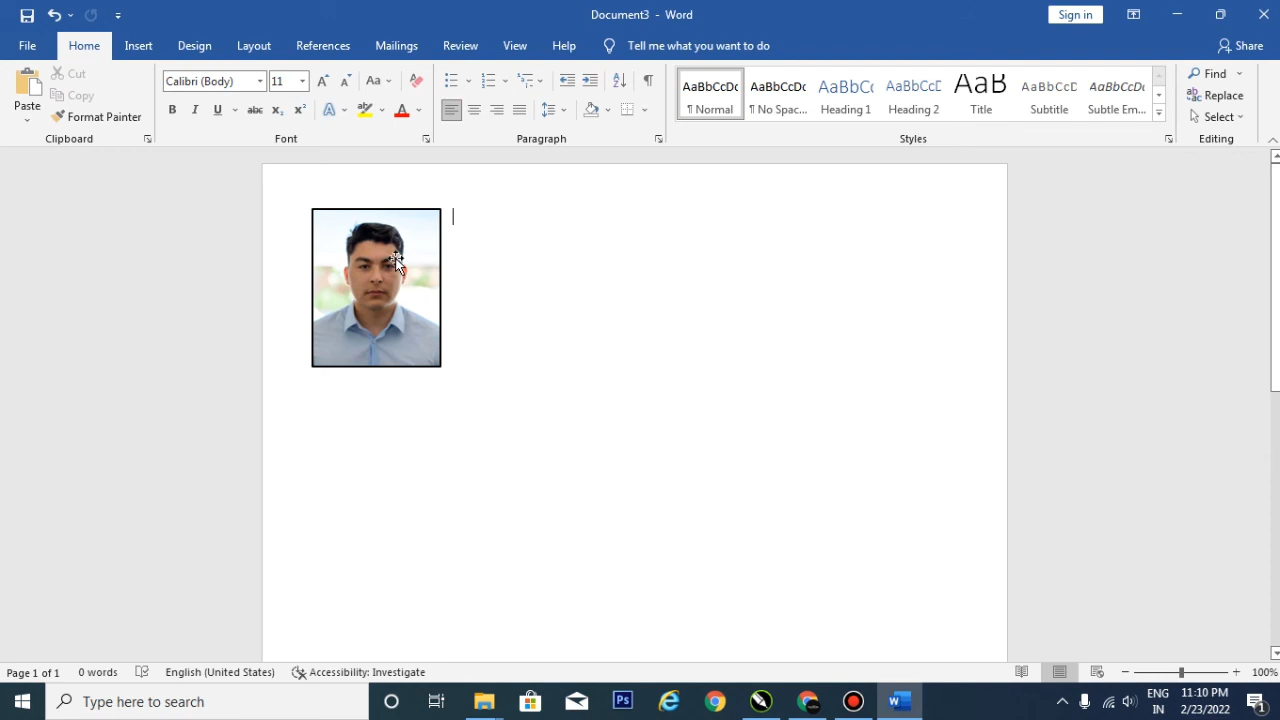 Document3 - Word
Sign in
File Home Insert Design Layout References Mailings Review View Help Tell me what you want to do Share
Paste
Cut
Copy
Format Painter
Clipboard
Calibri (Body) 11
Font
Paragraph
AaBbCcDc AaBbCcDc AaBbCc AaBbCcD AaB AaBbCcD AaBbCcDc
¶ Normal ¶ No Spac... Heading 1 Heading 2 Title Subtitle Subtle Em...
Styles
Find
Replace
Select
Editing
Page 1 of 1 0 words English (United States) Accessibility: Investigate 100%
Type here to search
ENG
IN
11:10 PM
2/23/2022